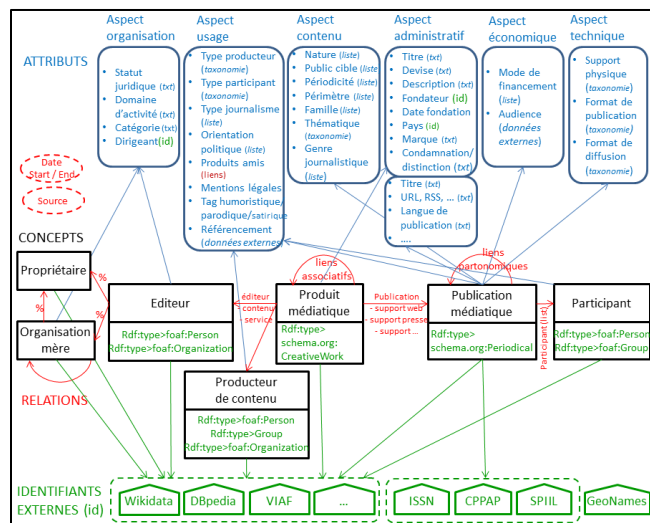 Aspect organisation
Aspect usage
Aspect contenu
Aspect administratif
Aspect économique
Aspect technique
ATTRIBUTS
• Statut
juridique (txt)
• Domaine
d'activité (txt)
• Catégorie (txt)
• Dirigeant(id)
• Type producteur
(taxonomie)
• Type participant
(taxonomie)
• Type journalisme
(liste)
• Orientation
politique (liste)
• Produits amis
(liens)
• Mentions légales
• Tag humoristique/
parodique/satirique
• Référencement
(données externes)
• Nature (liste)
• Public cible (liste)
• Périodicité (liste)
• Périmètre (liste)
• Famille (liste)
• Thématique
(taxonomie)
• Genre
journalistique
(liste)
• Titre (txt)
• Devise (txt)
• Description (txt)
• Fondateur (id)
• Date fondation
• Pays (id)
• Marque (txt)
• Condamnation/
distinction (txt)
• Titre (txt)
• URL, RSS, ... (txt)
• Langue de
publication (txt)
• ....
• Mode de
financement
(liste)
• Audience
(données
externes)
• Support
physique
(taxonomie)
• Format de
publication
(taxonomie)
• Format de
diffusion
(taxonomie)
Date
Start / End
Source
CONCEPTS
Propriétaire
%
%
%
Organisation
mère
RELATIONS
Editeur
Rdf:type>foaf:Person
Rdf:type>foaf:Organization
éditeur
- contenu
- service
liens
associatifs
Produit
médiatique
Rdf:type>
schema.org:
CreativeWork
Publication
- support web
- support presse
- support ...
liens
partonomiques
Publication
médiatique
Rdf:type>
schema.org:Periodical
Participant (list)
Participant
Rdf:type>foaf:Person
Rdf:type>foaf:Group
Producteur
de contenu
Rdf:type>foaf:Person
Rdf:type>Group
Rdf:type>foaf:Organization
IDENTIFIANTS
EXTERNES (id)
Wikidata
DBpedia
VIAF
...
ISSN
CPPAP
SPIIL
GeoNames